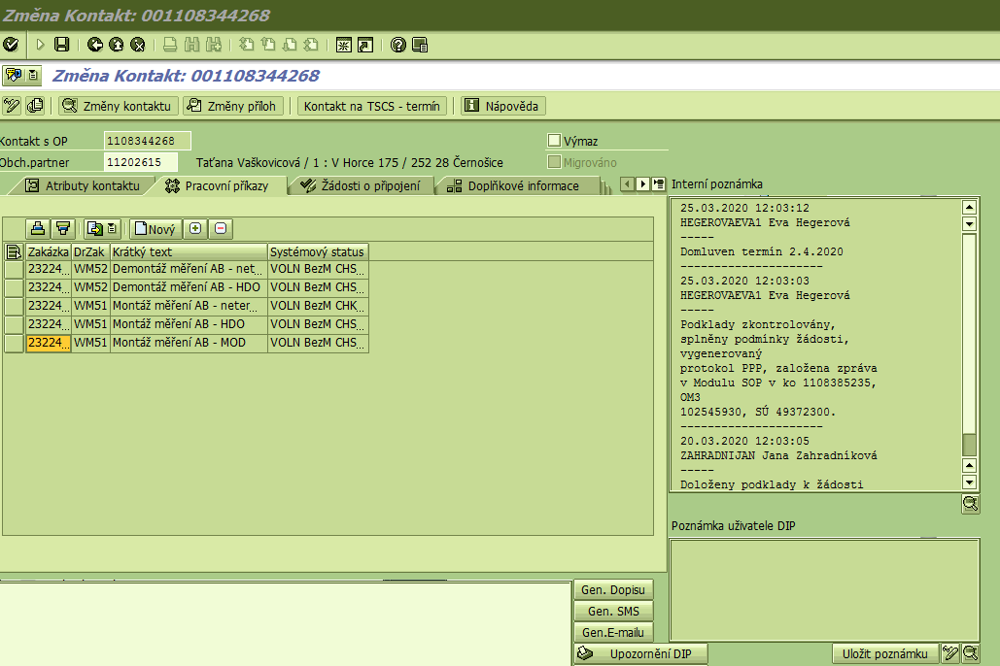 Změna Kontakt: 001108344268
Změna Kontakt: 001108344268
Změny kontaktu
Změny příloh
Kontakt na TSCS - termín
Nápověda
Kontakt s OP 1108344268
Výmaz
Obch.partner 11202615 Taťana Vaškovicová / 1 : V Horce 175 / 252 28 Černošice
Migrováno
Atributy kontaktu
Pracovní příkazy
Žádosti o připojení
Doplňkové informace
Nový
Zakázka DrZak Krátký text Systémový status
23224... WM52 Demontáž měření AB - net... VOLN BezM CHS...
23224... WM52 Demontáž měření AB - HDO VOLN BezM CHS...
23224... WM51 Montáž měření AB - neter... VOLN BezM CHK...
23224... WM51 Montáž měření AB - HDO VOLN BezM CHS...
23224... WM51 Montáž měření AB - MOD VOLN BezM CHS...
Interní poznámka
25.03.2020 12:03:12
HEGEROVAEVA1 Eva Hegerová
-----
Domluven termín 2.4.2020
---------------------
25.03.2020 12:03:03
HEGEROVAEVA1 Eva Hegerová
-----
Podklady zkontrolovány,
splněny podmínky žádosti,
vygenerovaný
protokol PPP, založena zpráva
v Modulu SOP v ko 1108385235,
OM3
102545930, SÚ 49372300.
---------------------
20.03.2020 12:03:05
ZAHRADNIJAN Jana Zahradníková
-----
Doloženy podklady k žádosti
Poznámka uživatele DIP
Gen. Dopisu
Gen. SMS
Gen.E-mailu
Upozornění DIP
Uložit poznámku